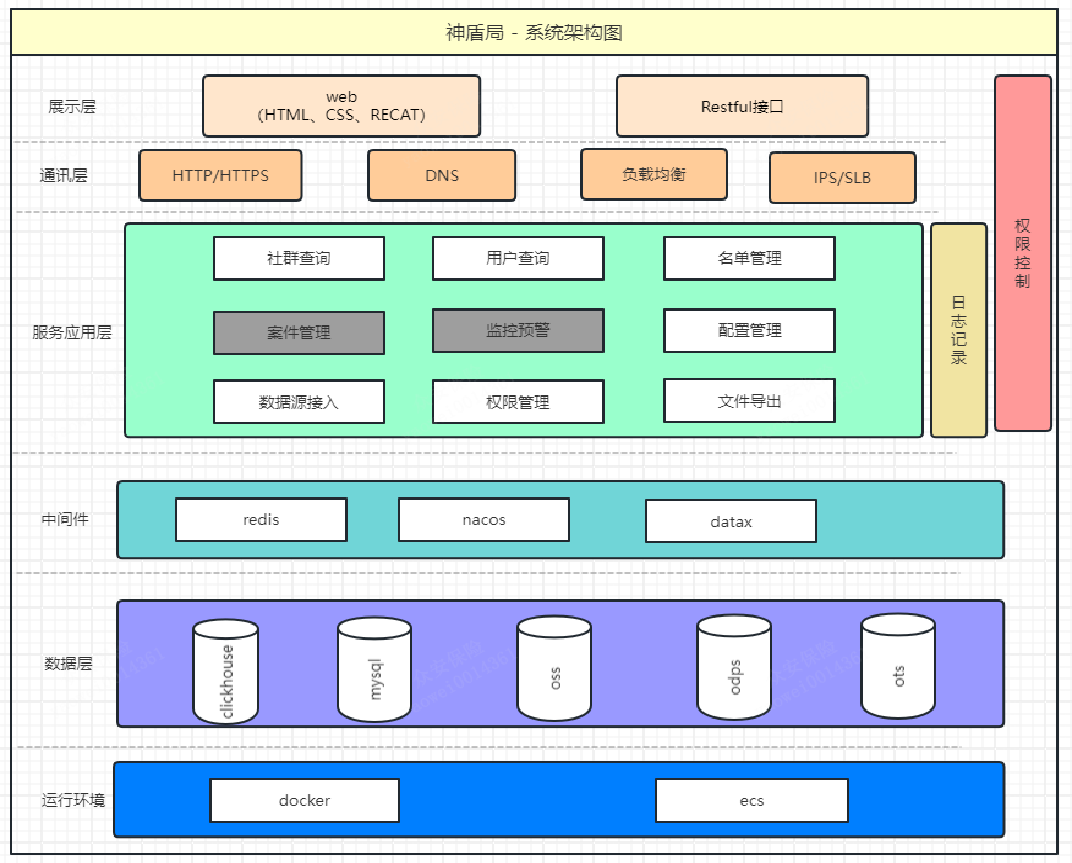 神盾局 - 系统架构图
展示层
web
（HTML、CSS、RECAT）
Restful接口
通讯层
HTTP/HTTPS
DNS
负载均衡
IPS/SLB
权限控制
服务应用层
社群查询
用户查询
名单管理
案件管理
监控预警
配置管理
数据源接入
权限管理
文件导出
日志记录
中间件
redis
nacos
datax
数据层
clickhouse
mysql
oss
odps
ots
运行环境
docker
ecs